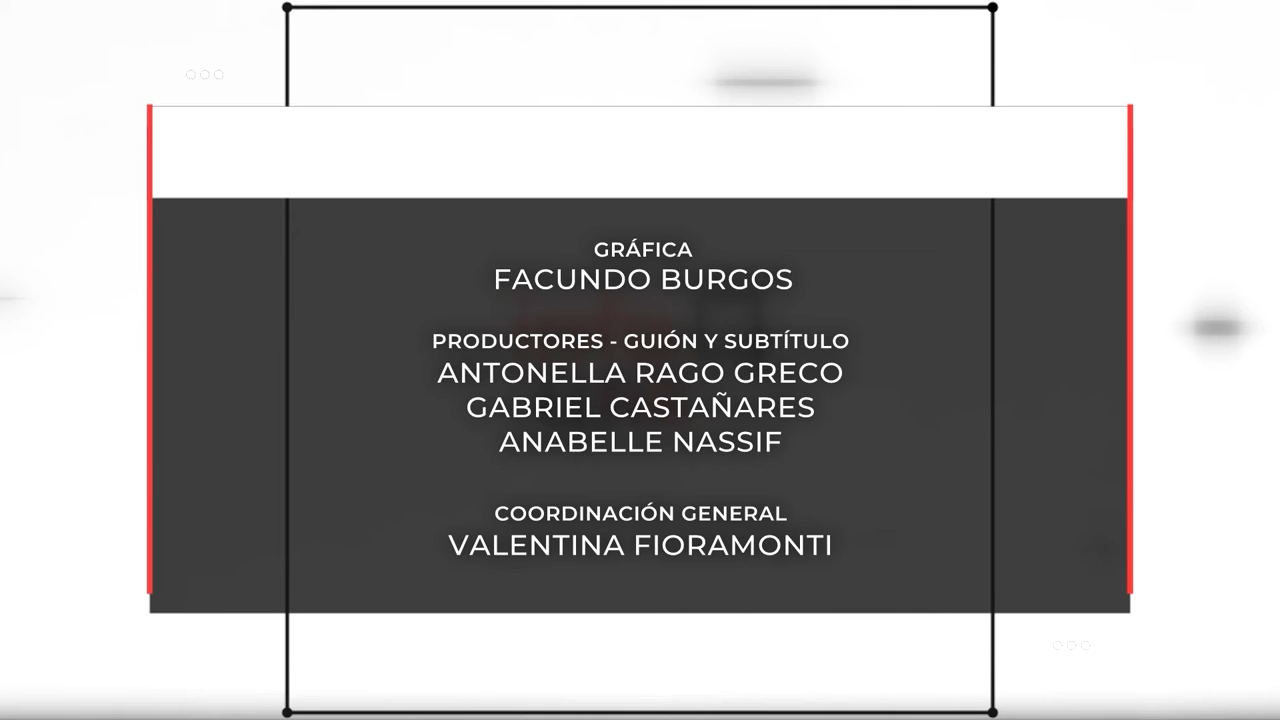 GRÁFICA
FACUNDO BURGOS
PRODUCTORES - GUIÓN Y SUBTÍTULO
ANTONELLA RAGO GRECO
GABRIEL CASTAÑARES
ANABELLE NASSIF
COORDINACIÓN GENERAL
VALENTINA FIORAMONTI